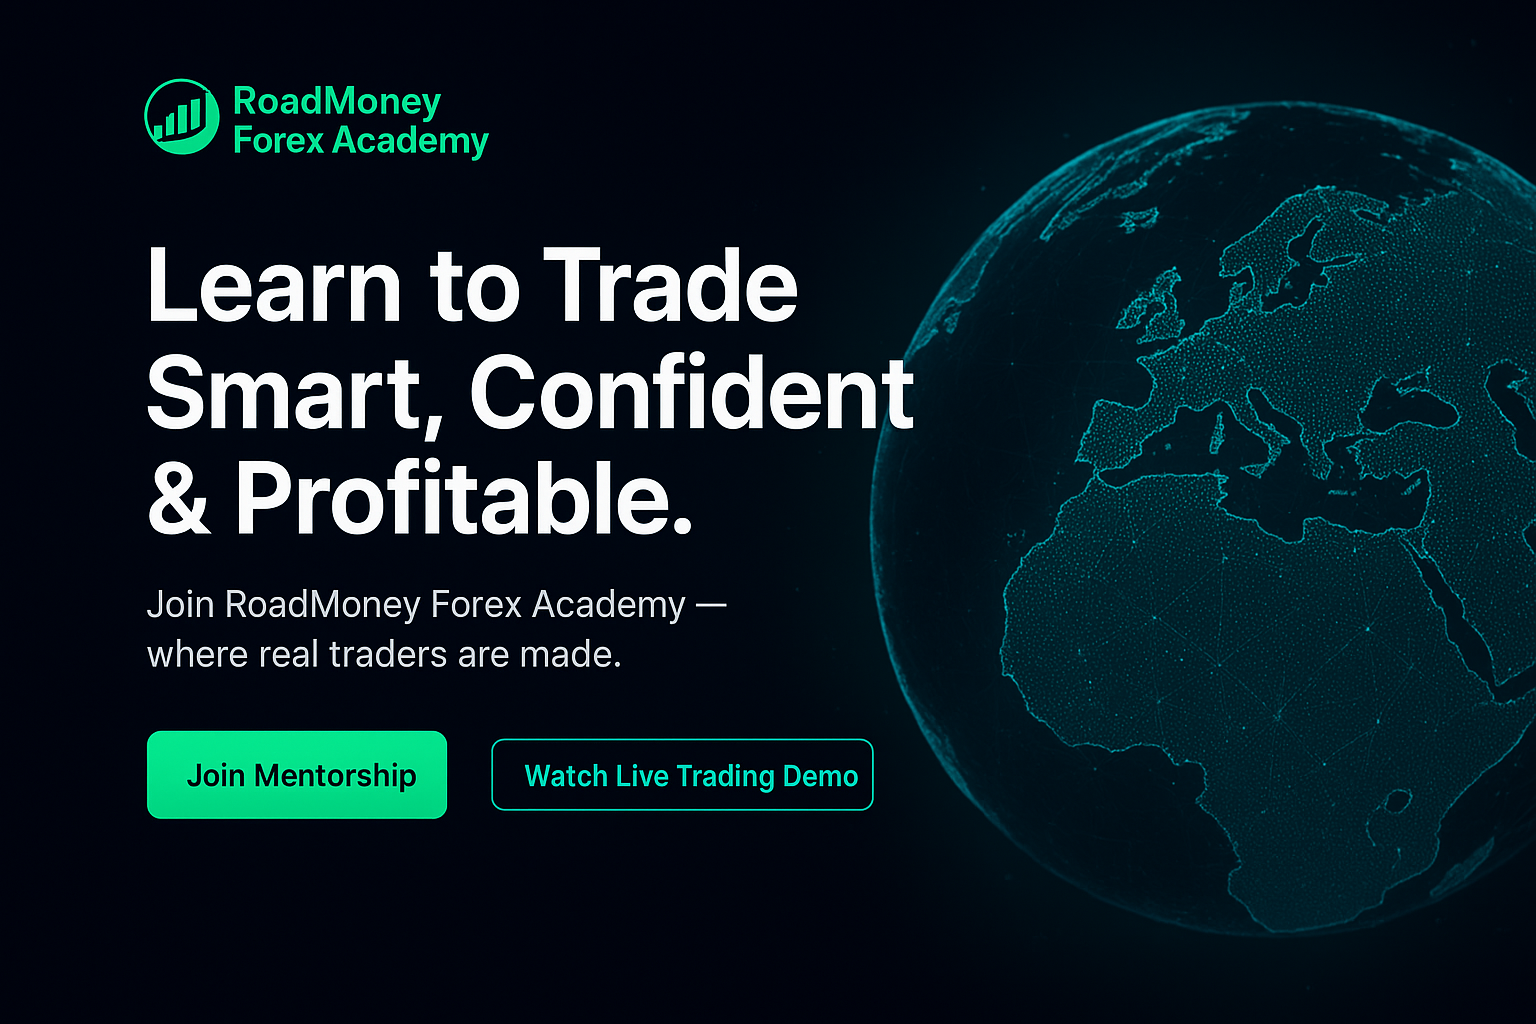 RoadMoney
Forex Academy
Learn to Trade
Smart, Confident
& Profitable.
Join RoadMoney Forex Academy —
where real traders are made.
Join Mentorship
Watch Live Trading Demo